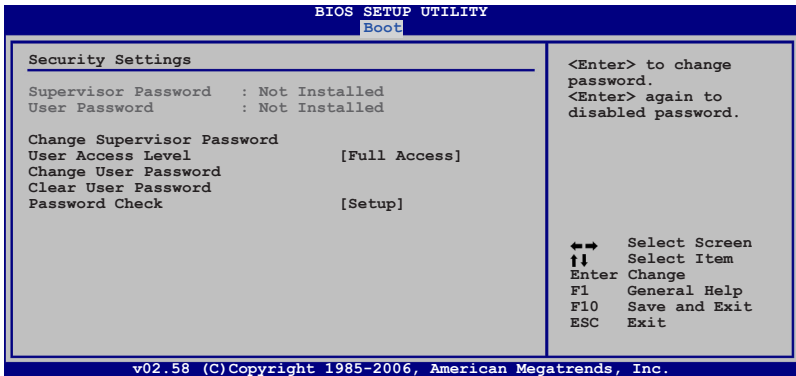 BIOS SETUP UTILITY
Boot
Security Settings
Supervisor Password : Not Installed
User Password : Not Installed
Change Supervisor Password
User Access Level [Full Access]
Change User Password
Clear User Password
Password Check [Setup]
<Enter> to change
password.
<Enter> again to
disabled password.
←→ Select Screen
↑↓ Select Item
Enter Change
F1 General Help
F10 Save and Exit
ESC Exit
v02.58 (C)Copyright 1985-2006, American Megatrends, Inc.